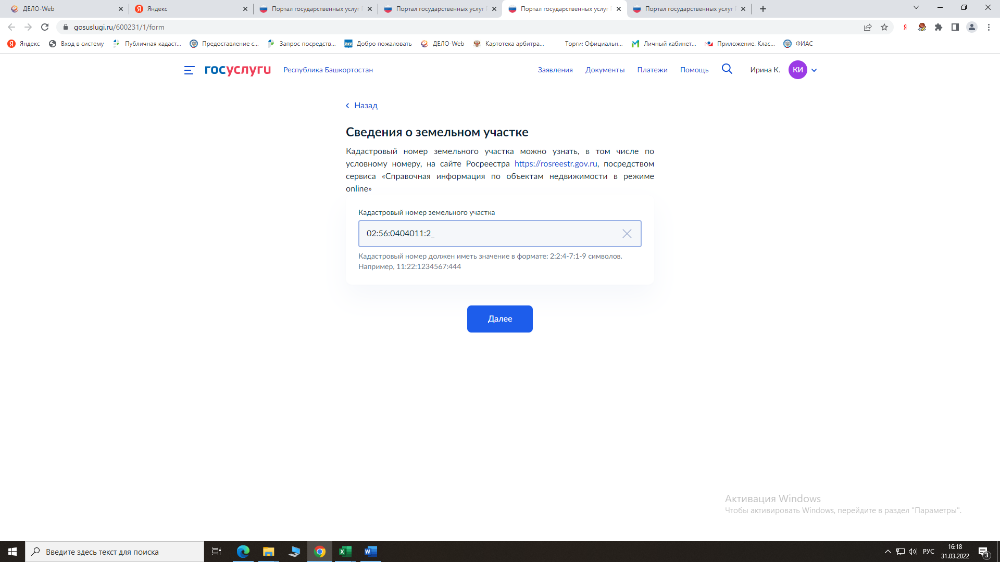 ДЕЛО-Web
Яндекс
Портал государственных услуг
Портал государственных услуг
Портал государственных услуг
Портал государственных услуг
gosuslugi.ru/600231/1/form
Яндекс
Вход в систему
Публичная кадаст...
Предоставление с...
Запрос посредств...
Добро пожаловать
ДЕЛО-Web
Картотека арбитра...
Торги: Официальн...
Личный кабинет...
Приложение. Клас...
ФИАС
госуслуги
Республика Башкортостан
Заявления
Документы
Платежи
Помощь
Ирина К.
КИ
Назад
Сведения о земельном участке
Кадастровый номер земельного участка можно узнать, в том числе по
условному номеру, на сайте Росреестра https://rosreestr.gov.ru, посредством
сервиса «Справочная информация по объектам недвижимости в режиме
online»
Кадастровый номер земельного участка
02:56:0404011:2_
Кадастровый номер должен иметь значение в формате: 2:2:4-7:1-9 символов.
Например, 11:22:1234567:444
Далее
Активация Windows
Чтобы активировать Windows, перейдите в раздел "Параметры".
Введите здесь текст для поиска
РУС
16:18
31.03.2022
3